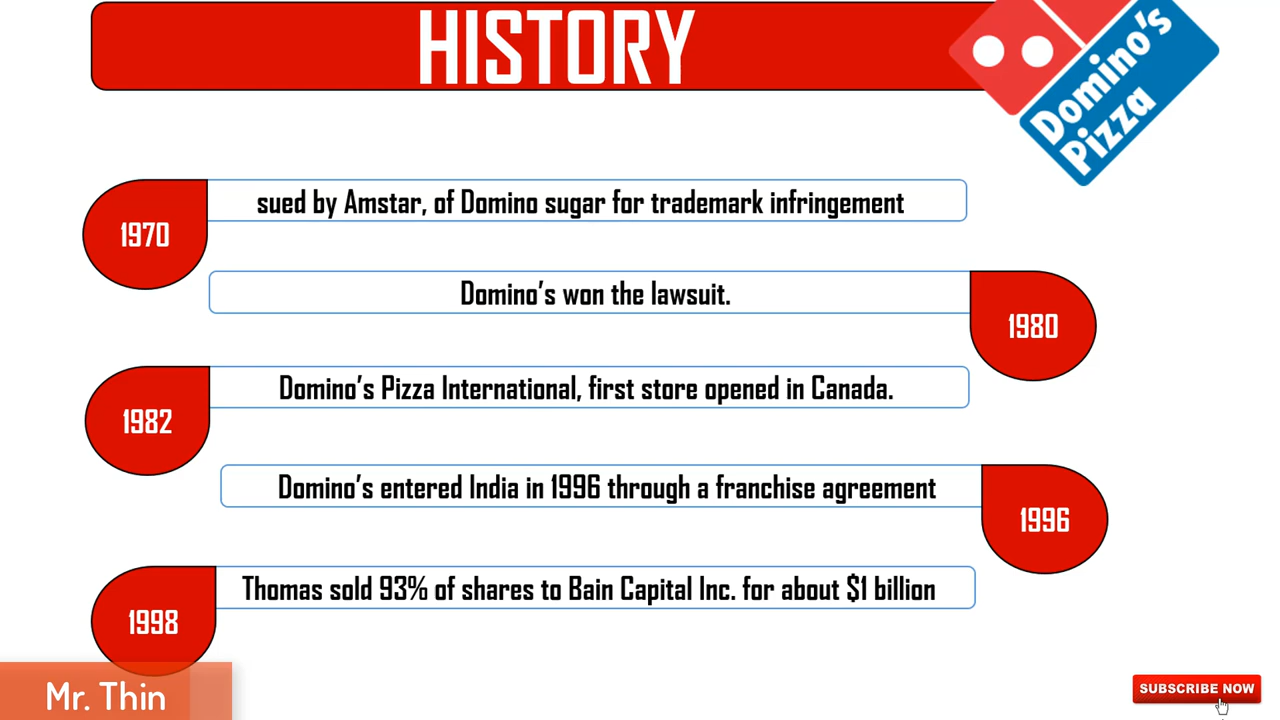 HISTORY
Domino's
Pizza
1970
sued by Amstar, of Domino sugar for trademark infringement
Domino's won the lawsuit.
1980
1982
Domino's Pizza International, first store opened in Canada.
Domino's entered India in 1996 through a franchise agreement
1996
1998
Thomas sold 93% of shares to Bain Capital Inc. for about $1 billion
Mr. Thin
SUBSCRIBE NOW